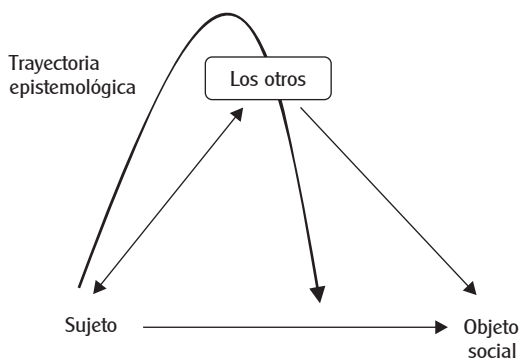 Trayectoria
epistemológica
Los otros
Sujeto
Objeto
social